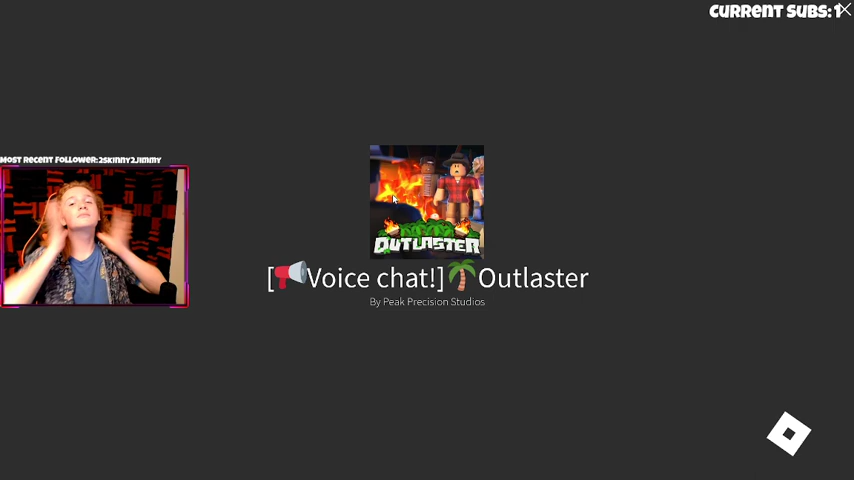 Current Subs: 1
Most Recent Follower: 2skinny2jimmy
OUTLASTER
[📢Voice chat!]🌴Outlaster
By Peak Precision Studios